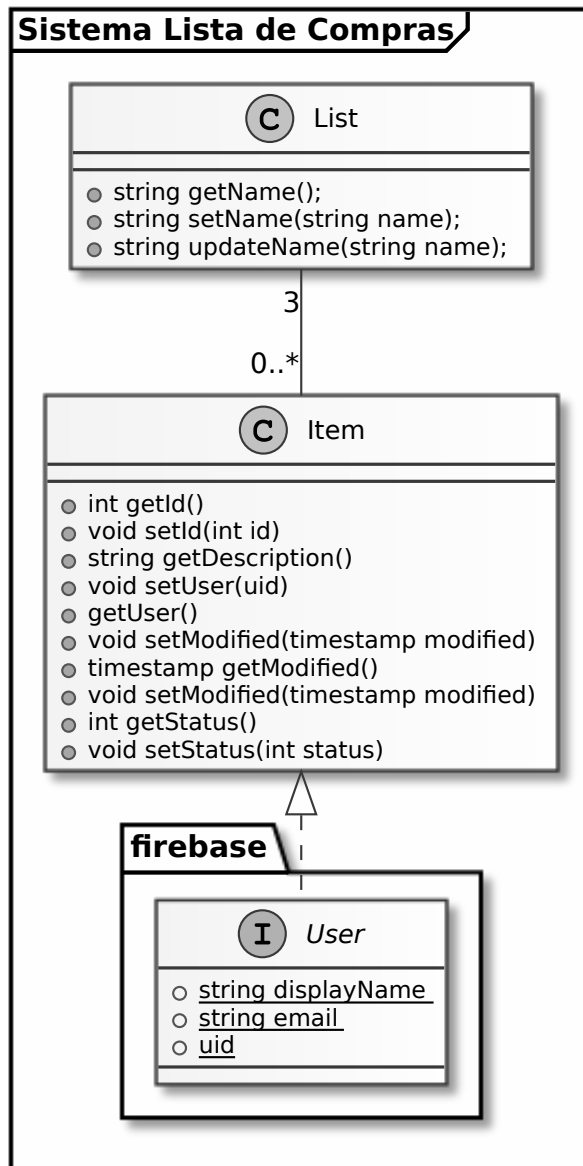 Sistema Lista de Compras
C List
string getName();
string setName(string name);
string updateName(string name);
3
0..*
C Item
int getId()
void setId(int id)
string getDescription()
void setUser(uid)
getUser()
void setModified(timestamp modified)
timestamp getModified()
void setModified(timestamp modified)
int getStatus()
void setStatus(int status)
firebase
I User
string displayName
string email
uid